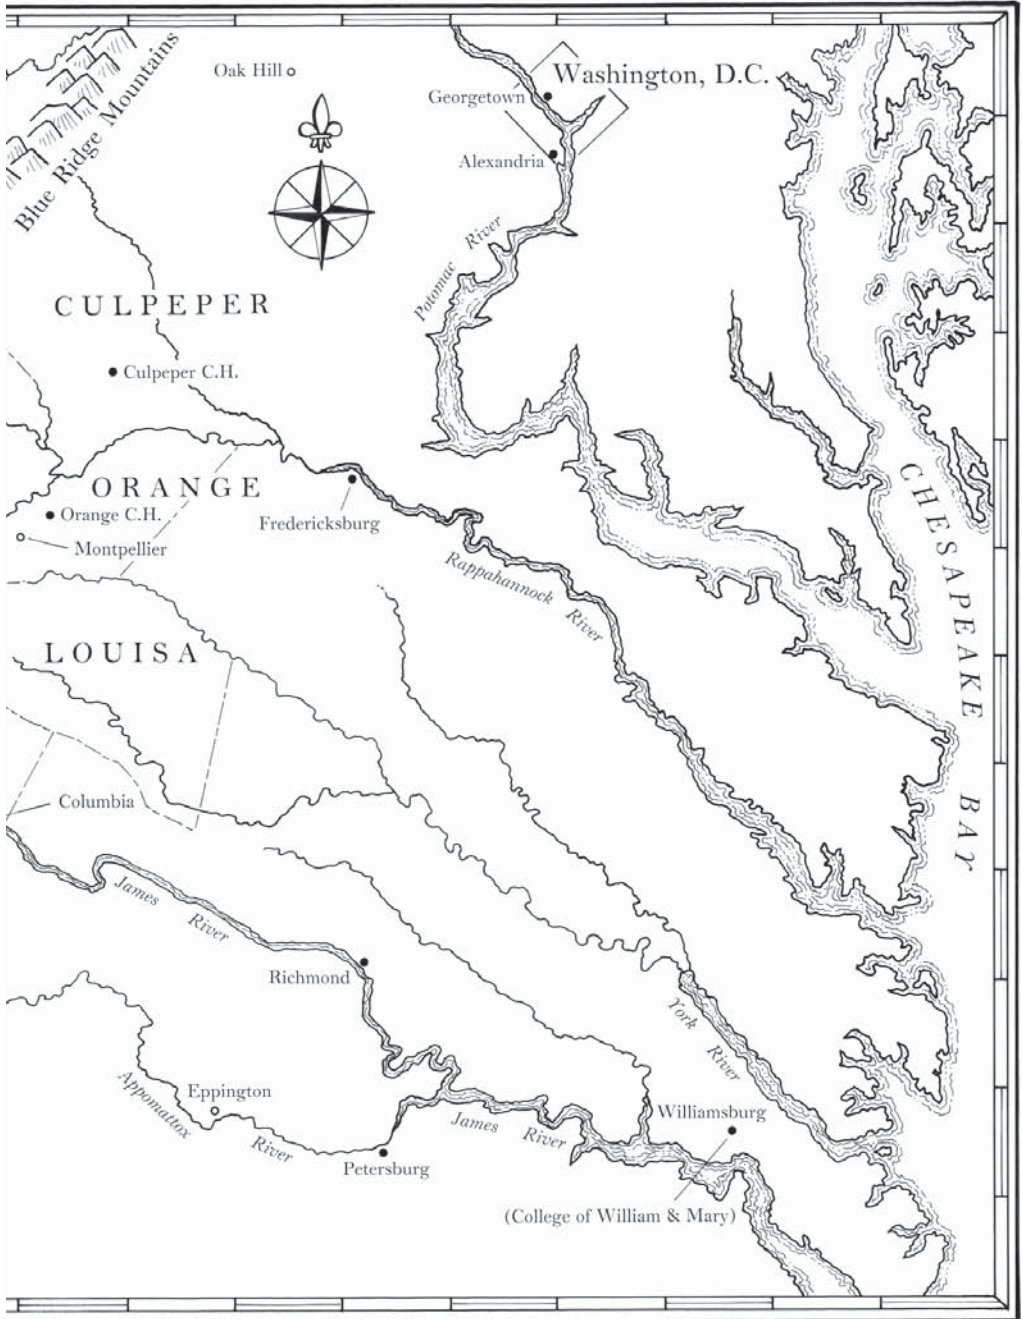 Blue Ridge Mountains
Oak Hill
Washington, D.C.
Georgetown
Alexandria
Potomac River
CULPEPER
Culpeper C.H.
ORANGE
Orange C.H.
Montpellier
Fredericksburg
Rappahannock River
CHESAPEAKE BAY
LOUISA
Columbia
James River
Richmond
York River
Eppington
Appomattox River
Petersburg
James River
Williamsburg
(College of William & Mary)